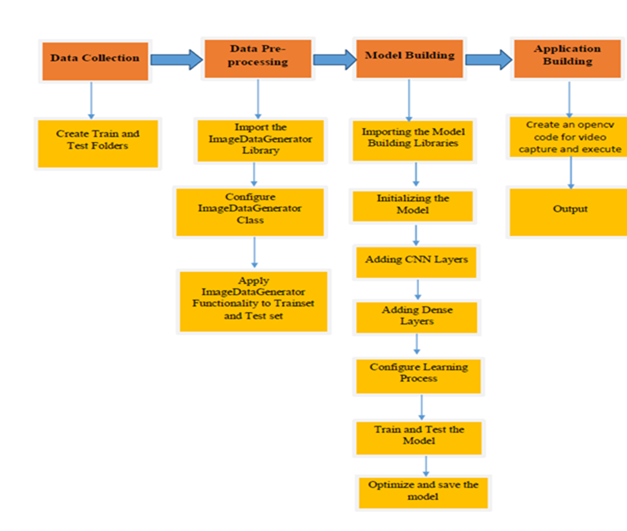 Data Collection
Data Pre-
processing
Model Building
Application
Building
Create Train and
Test Folders
Import the
ImageDataGenerator
Library
Configure
ImageDataGenerator
Class
Apply
ImageDataGenerator
Functionality to Trainset
and Test set
Importing the Model
Building Libraries
Initializing the
Model
Adding CNN Layers
Adding Dense
Layers
Configure Learning
Process
Train and Test the
Model
Optimize and save the
model
Create an opencv
code for video
capture and execute
Output